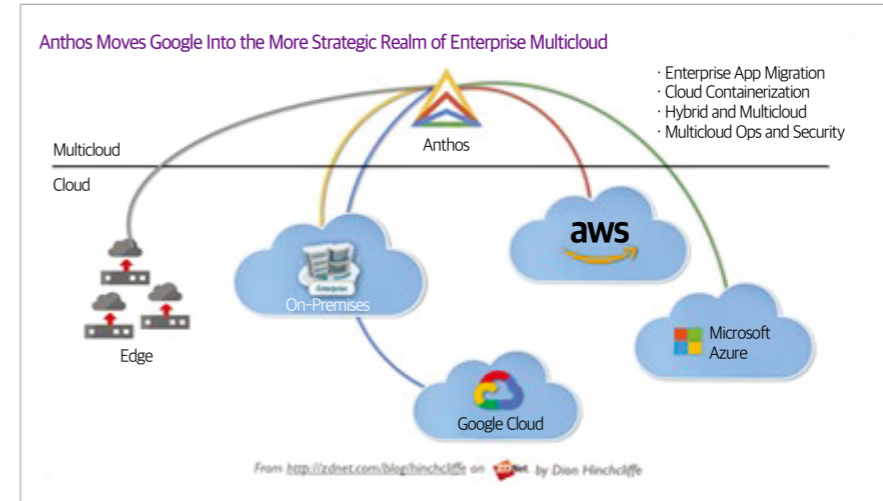 Anthos Moves Google Into the More Strategic Realm of Enterprise Multicloud
· Enterprise App Migration
· Cloud Containerization
· Hybrid and Multicloud
· Multicloud Ops and Security
Anthos
Multicloud
Cloud
aws
On-Premises
Microsoft
Azure
Edge
Google Cloud
From http://zdnet.com/blog/hinchcliffe on ZDNet by Dion Hinchcliffe